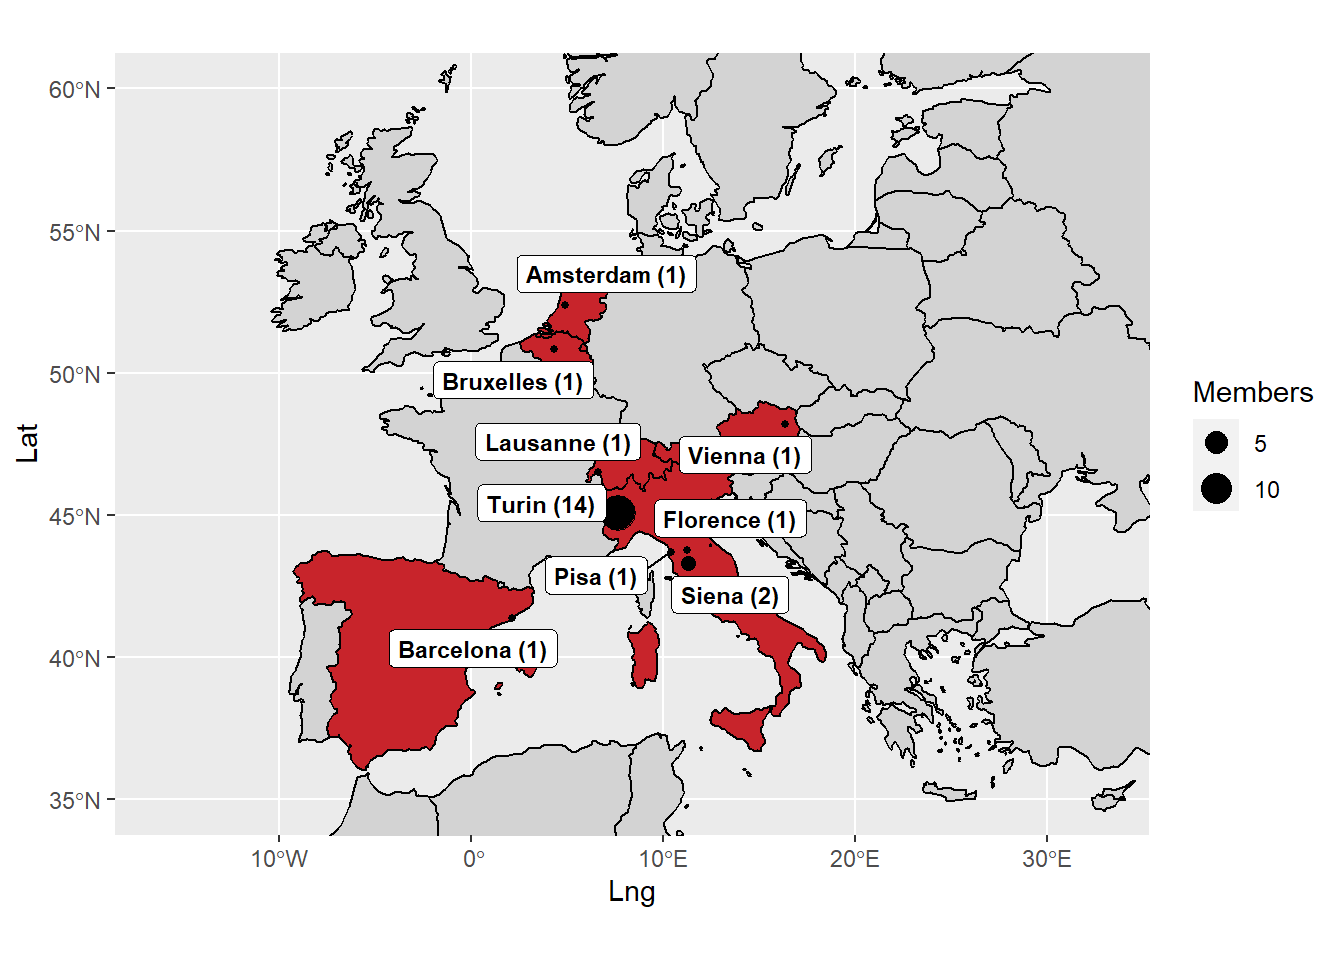 60°N
55°N
50°N
45°N
40°N
35°N
Lat
Amsterdam (1)
Bruxelles (1)
Lausanne (1)
Vienna (1)
Turin (14)
Florence (1)
Pisa (1)
Siena (2)
Barcelona (1)
10°W
0°
10°E
20°E
30°E
Lng
Members
5
10